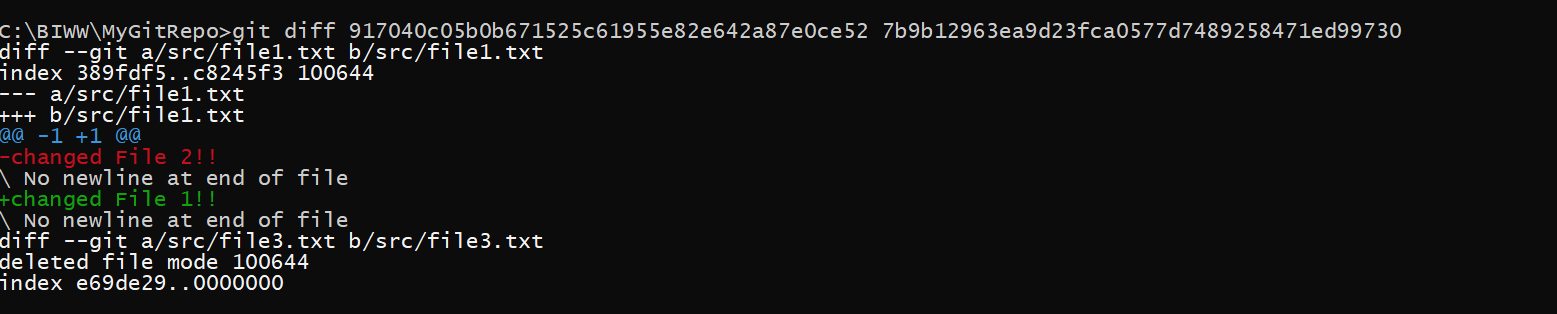 C:\BIWW\MyGitRepo>git diff 917040c05b0b671525c61955e82e642a87e0ce52 7b9b12963ea9d23fca0577d7489258471ed99730
diff --git a/src/file1.txt b/src/file1.txt
index 389fdf5..c8245f3 100644
--- a/src/file1.txt
+++ b/src/file1.txt
@@ -1 +1 @@
-changed File 2!!
\ No newline at end of file
+changed File 1!!
\ No newline at end of file
diff --git a/src/file3.txt b/src/file3.txt
deleted file mode 100644
index e69de29..0000000